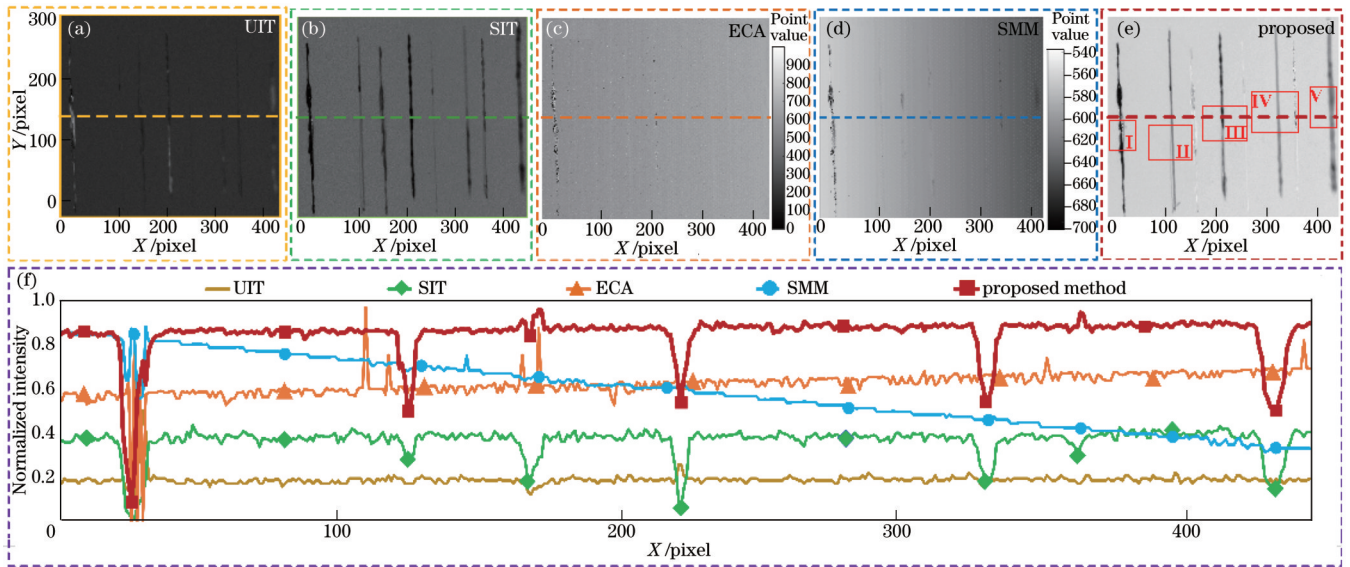 (a) UIT
300
200
100
0
Y /pixel
0 100 200 300 400
X /pixel
(b) SIT
0 100 200 300 400
X /pixel
(c) ECA
Point value
900
800
700
600
500
400
300
200
100
0
0 100 200 300 400
X /pixel
(d) SMM
Point value
−540
−560
−580
−600
−620
−640
−660
−680
−700
0 100 200 300 400
X /pixel
(e) proposed
I II III IV V
0 100 200 300 400
X /pixel
(f)
UIT SIT ECA SMM proposed method
Normalized intensity
1.0
0.8
0.6
0.4
0.2
0
100 200 300 400
X /pixel